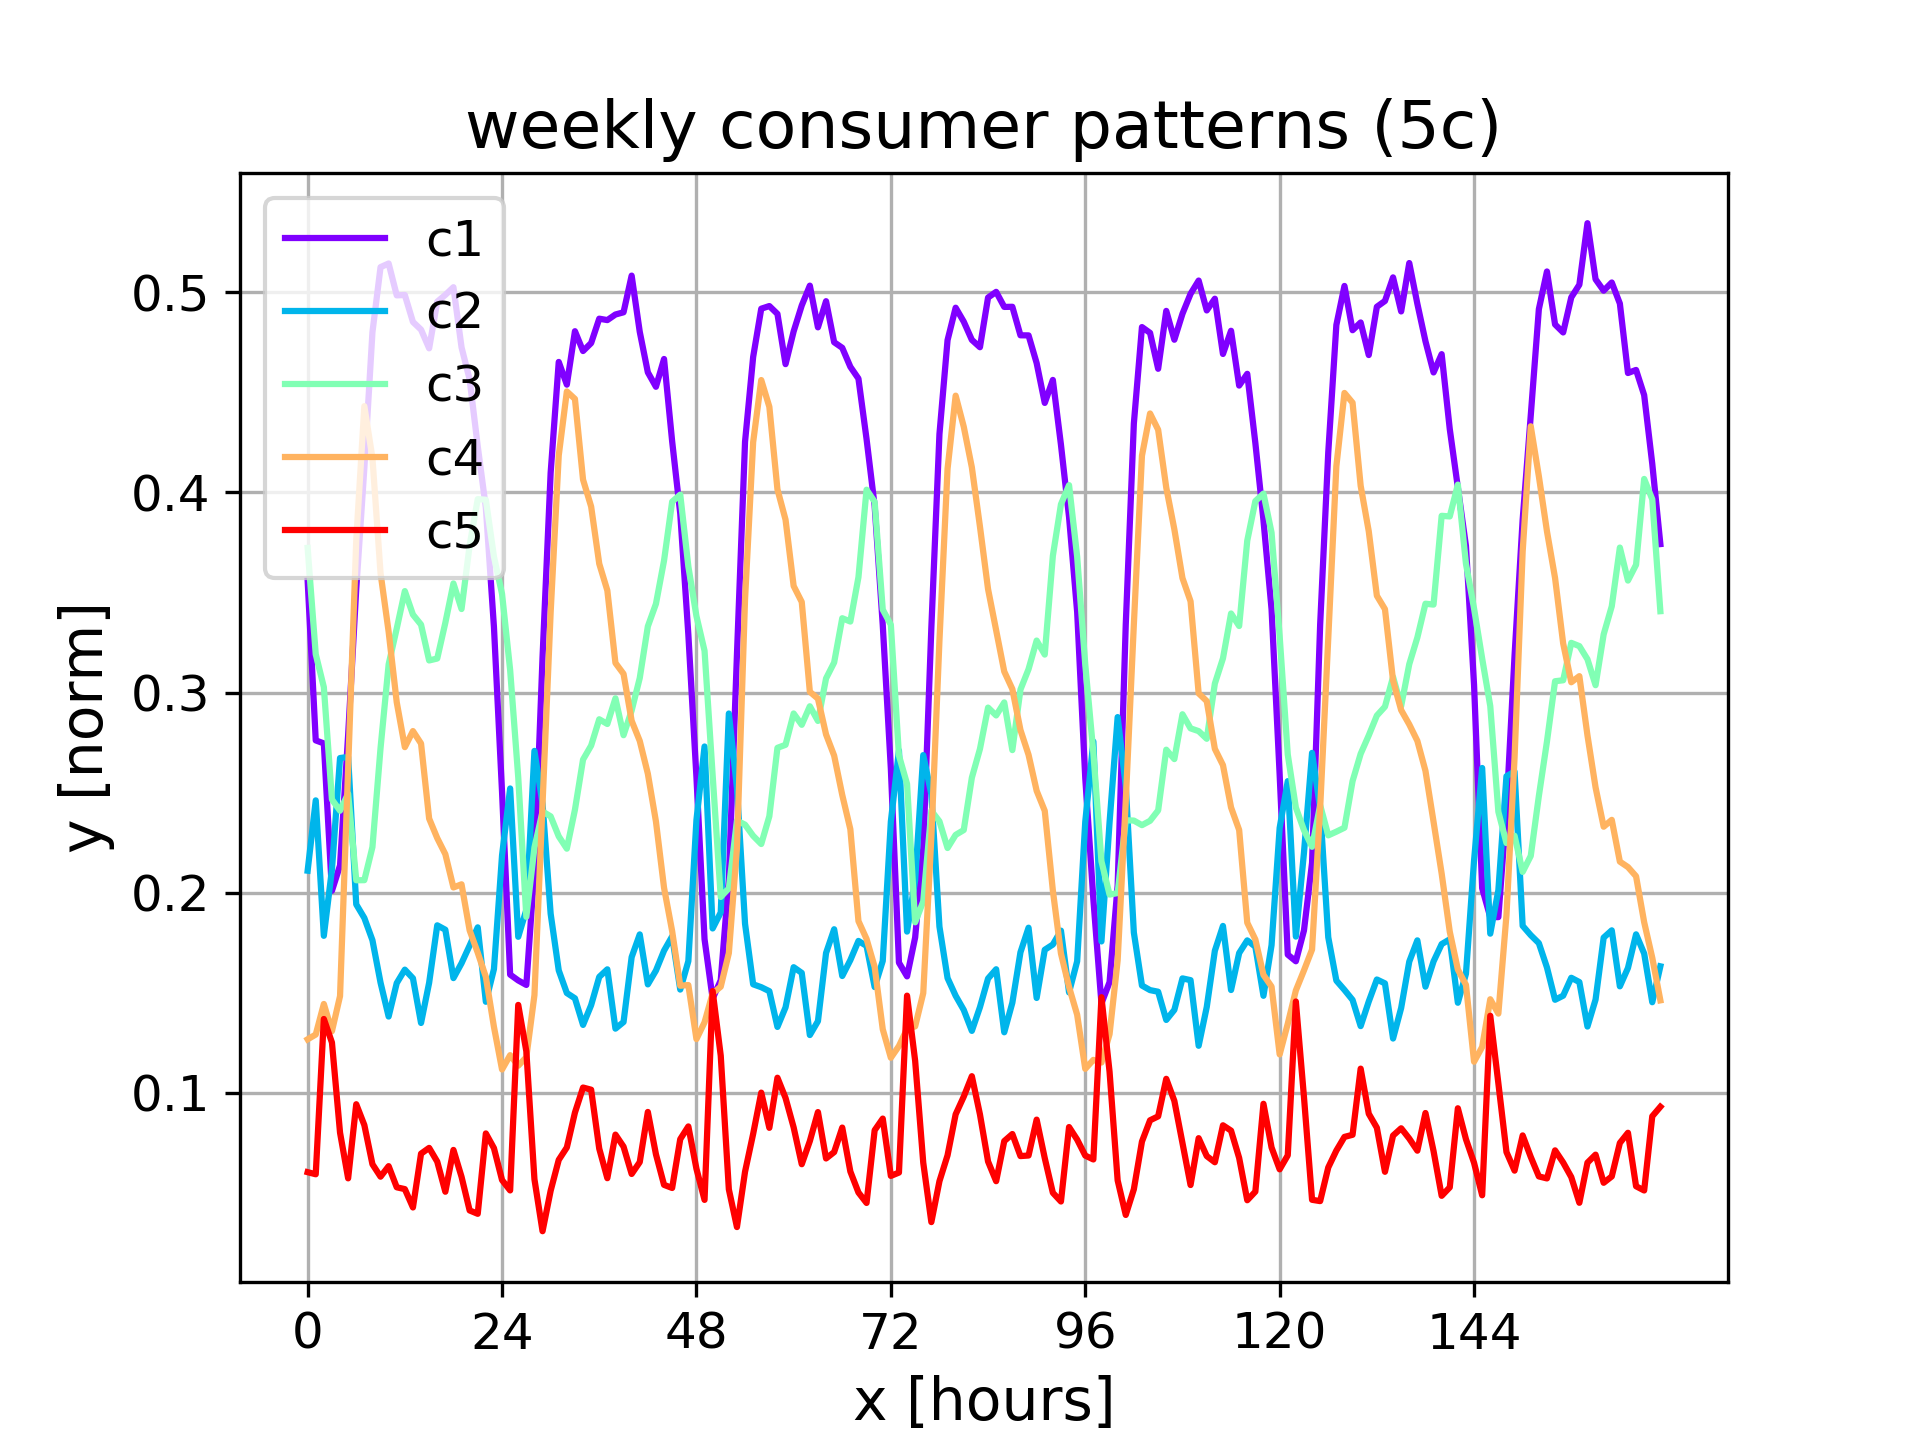 weekly consumer patterns (5c)
c1
c2
c3
c4
c5
0.5
0.4
0.3
0.2
0.1
y [norm]
0 24 48 72 96 120 144
x [hours]